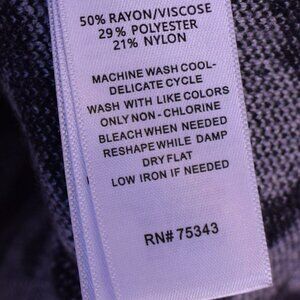 50% RAYON/VISCOSE
29% POLYESTER
21% NYLON
MACHINE WASH COOL-
DELICATE CYCLE
WASH WITH LIKE COLORS
ONLY NON - CHLORINE
BLEACH WHEN NEEDED
RESHAPE WHILE DAMP
DRY FLAT
LOW IRON IF NEEDED
RN# 75343